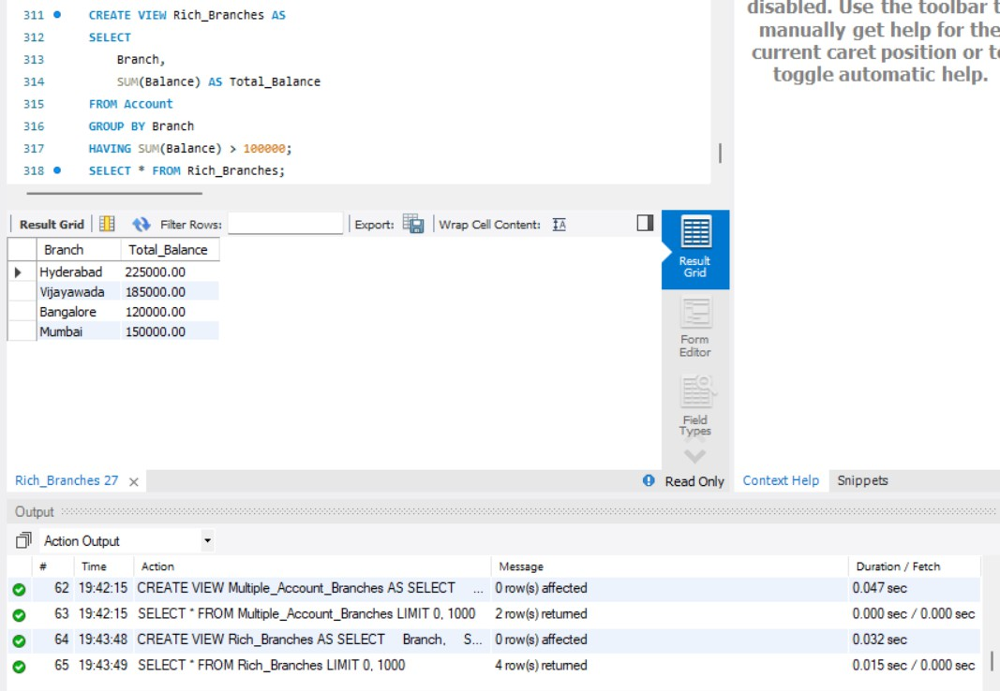 311 CREATE VIEW Rich_Branches AS
312 SELECT
313 Branch,
314 SUM(Balance) AS Total_Balance
315 FROM Account
316 GROUP BY Branch
317 HAVING SUM(Balance) > 100000;
318 SELECT * FROM Rich_Branches;
disabled. Use the toolbar t
manually get help for the
current caret position or t
toggle automatic help.
Result Grid Filter Rows: Export: Wrap Cell Content:
Branch Total_Balance
Hyderabad 225000.00
Vijayawada 185000.00
Bangalore 120000.00
Mumbai 150000.00
Result
Grid
Form
Editor
Field
Types
Rich_Branches 27
Read Only
Context Help Snippets
Output
Action Output
# Time Action Message Duration / Fetch
62 19:42:15 CREATE VIEW Multiple_Account_Branches AS SELECT ... 0 row(s) affected 0.047 sec
63 19:42:15 SELECT * FROM Multiple_Account_Branches LIMIT 0, 1000 2 row(s) returned 0.000 sec / 0.000 sec
64 19:43:48 CREATE VIEW Rich_Branches AS SELECT Branch, S... 0 row(s) affected 0.032 sec
65 19:43:49 SELECT * FROM Rich_Branches LIMIT 0, 1000 4 row(s) returned 0.015 sec / 0.000 sec